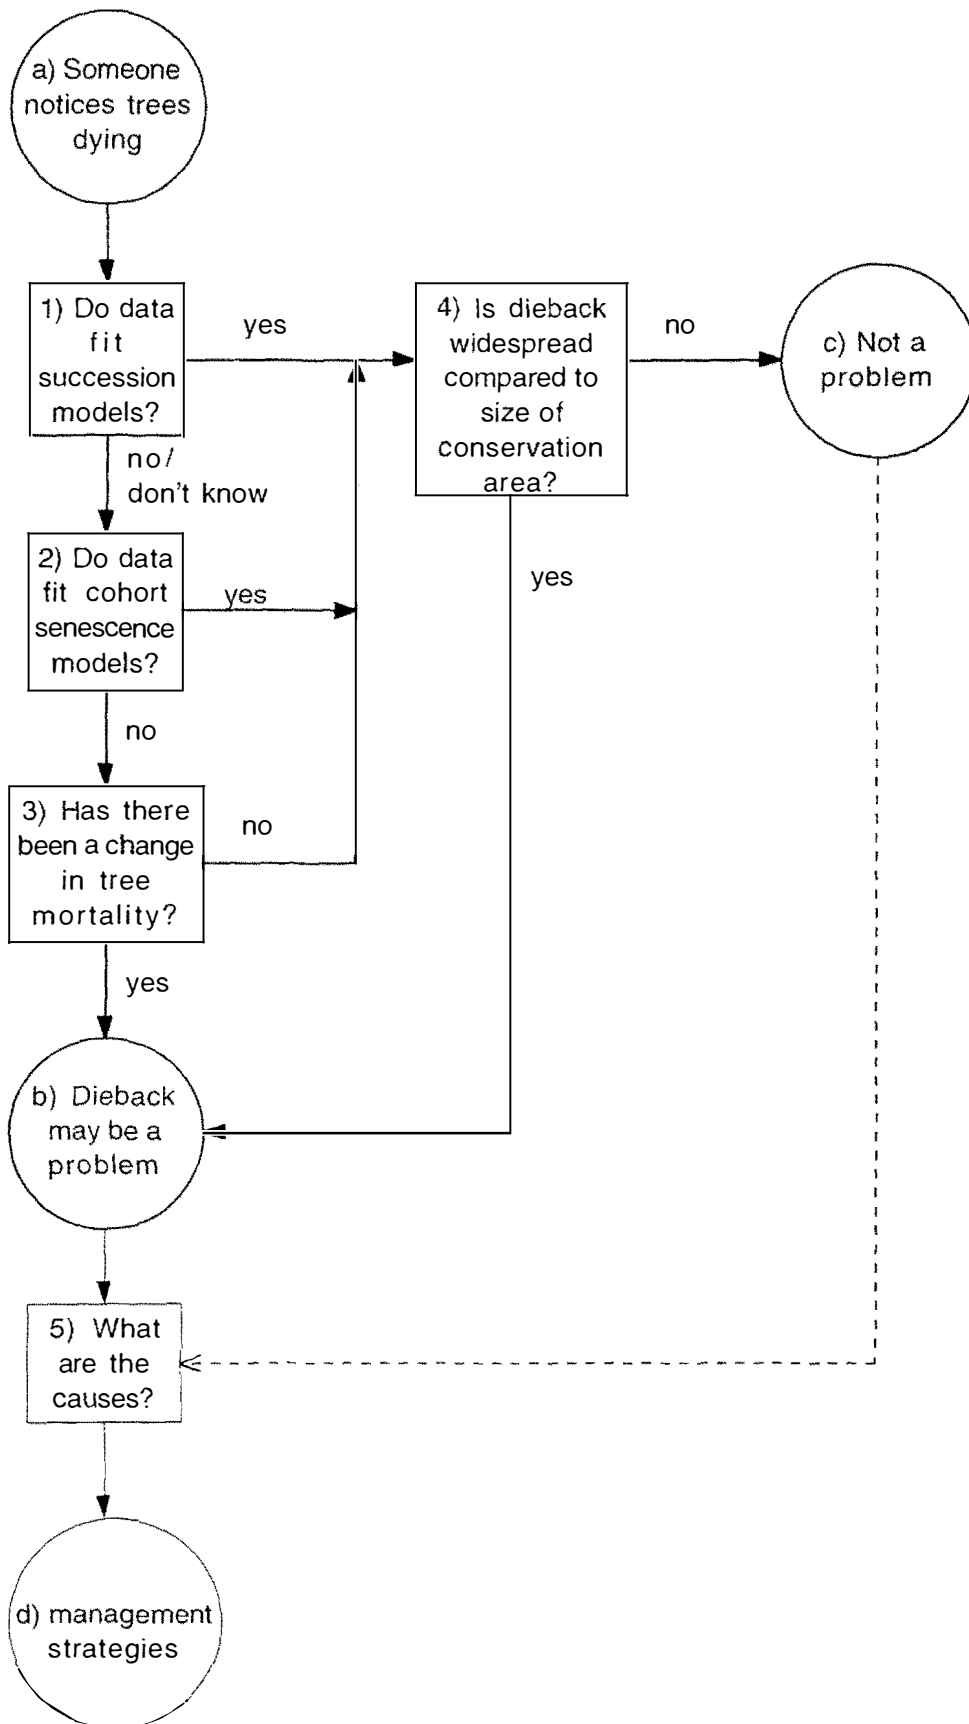 a) Someone
notices trees
dying
1) Do data
fit
succession
models?
yes
no/
don't know
4) Is dieback
widespread
compared to
size of
conservation
area?
no
c) Not a
problem
yes
2) Do data
fit cohort
senescence
models?
yes
no
3) Has there
been a change
in tree
mortality?
no
yes
b) Dieback
may be a
problem
5) What
are the
causes?
d) management
strategies